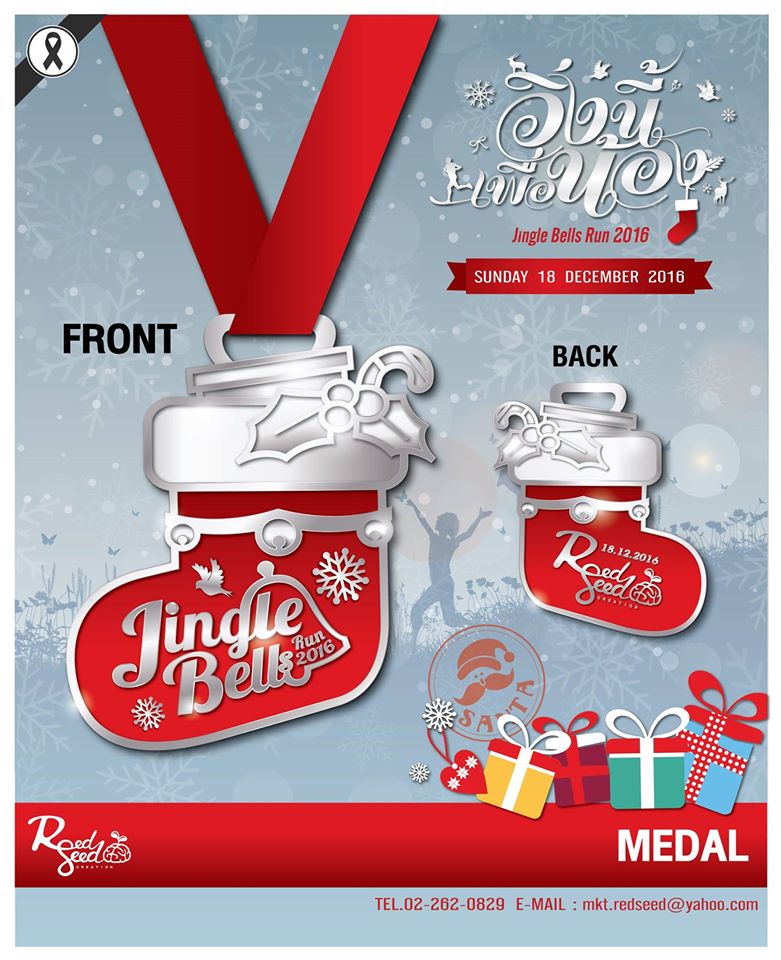 วิ่งนี้
เพื่อน้อง
Jingle Bells Run 2016
SUNDAY 18 DECEMBER 2016
FRONT
BACK
Jingle
Bells
Run
2016
18.12.2016
Red
Seed
CREATION
SANTA
Red
Seed
CREATION
MEDAL
TEL.02-262-0829 E-MAIL : mkt.redseed@yahoo.com